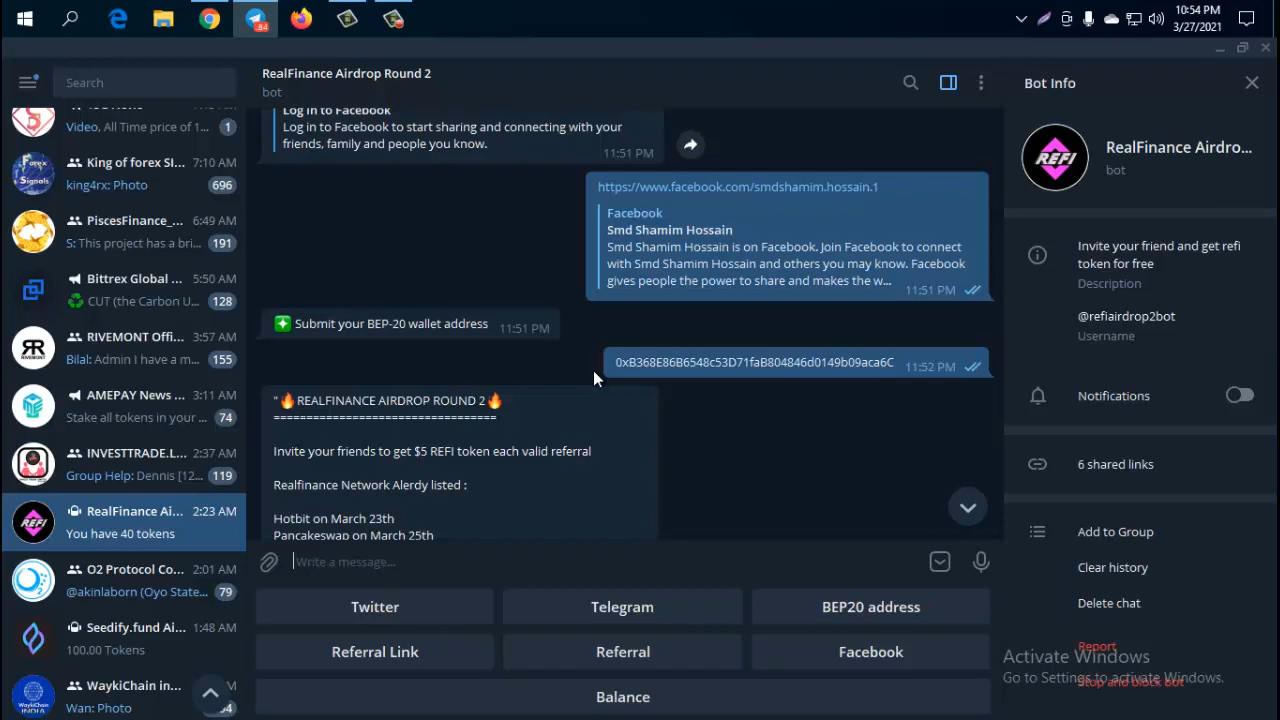 10:54 PM
3/27/2021
84
Search
Video, All Time price of 1...
1
King of forex SI...
7:10 AM
king4rx: Photo
696
Forex
Signals
PiscesFinance_...
6:49 AM
S: This project has a bri...
191
Bittrex Global ...
5:50 AM
CUT (the Carbon U...
128
RIVEMONT Offi...
3:57 AM
Bilal: Admin I have a m...
155
RIVEMONT
AMEPAY News ...
3:11 AM
Stake all tokens in your ...
74
INVESTTRADE.L...
2:37 AM
Group Help: Dennis [12...
119
RealFinance Ai...
2:23 AM
You have 40 tokens
REFI
O2 Protocol Co...
2:01 AM
@akinlaborn (Oyo State...
79
Seedify.fund Ai...
1:48 AM
100.00 Tokens
WaykiChain in...
Wan: Photo
WAYKICHAIN
INDIA
RealFinance Airdrop Round 2
bot
Log in to Facebook
Log in to Facebook to start sharing and connecting with your
friends, family and people you know.
11:51 PM
https://www.facebook.com/smdshamim.hossain.1
Facebook
Smd Shamim Hossain
Smd Shamim Hossain is on Facebook. Join Facebook to connect
with Smd Shamim Hossain and others you may know. Facebook
gives people the power to share and makes the w...
11:51 PM
Submit your BEP-20 wallet address
11:51 PM
0xB368E86B6548c53D71faB804846d0149b09aca6C
11:52 PM
"🔥REALFINANCE AIRDROP ROUND 2🔥
==================================
Invite your friends to get $5 REFI token each valid referral
Realfinance Network Alerdy listed :
Hotbit on March 23th
Pancakeswap on March 25th
Write a message...
Twitter
Telegram
BEP20 address
Referral Link
Referral
Facebook
Balance
Bot Info
REFI
RealFinance Airdro...
bot
Invite your friend and get refi
token for free
Description
@refiairdrop2bot
Username
Notifications
6 shared links
Add to Group
Clear history
Delete chat
Report
Stop and block bot
Activate Windows
Go to Settings to activate Windows.